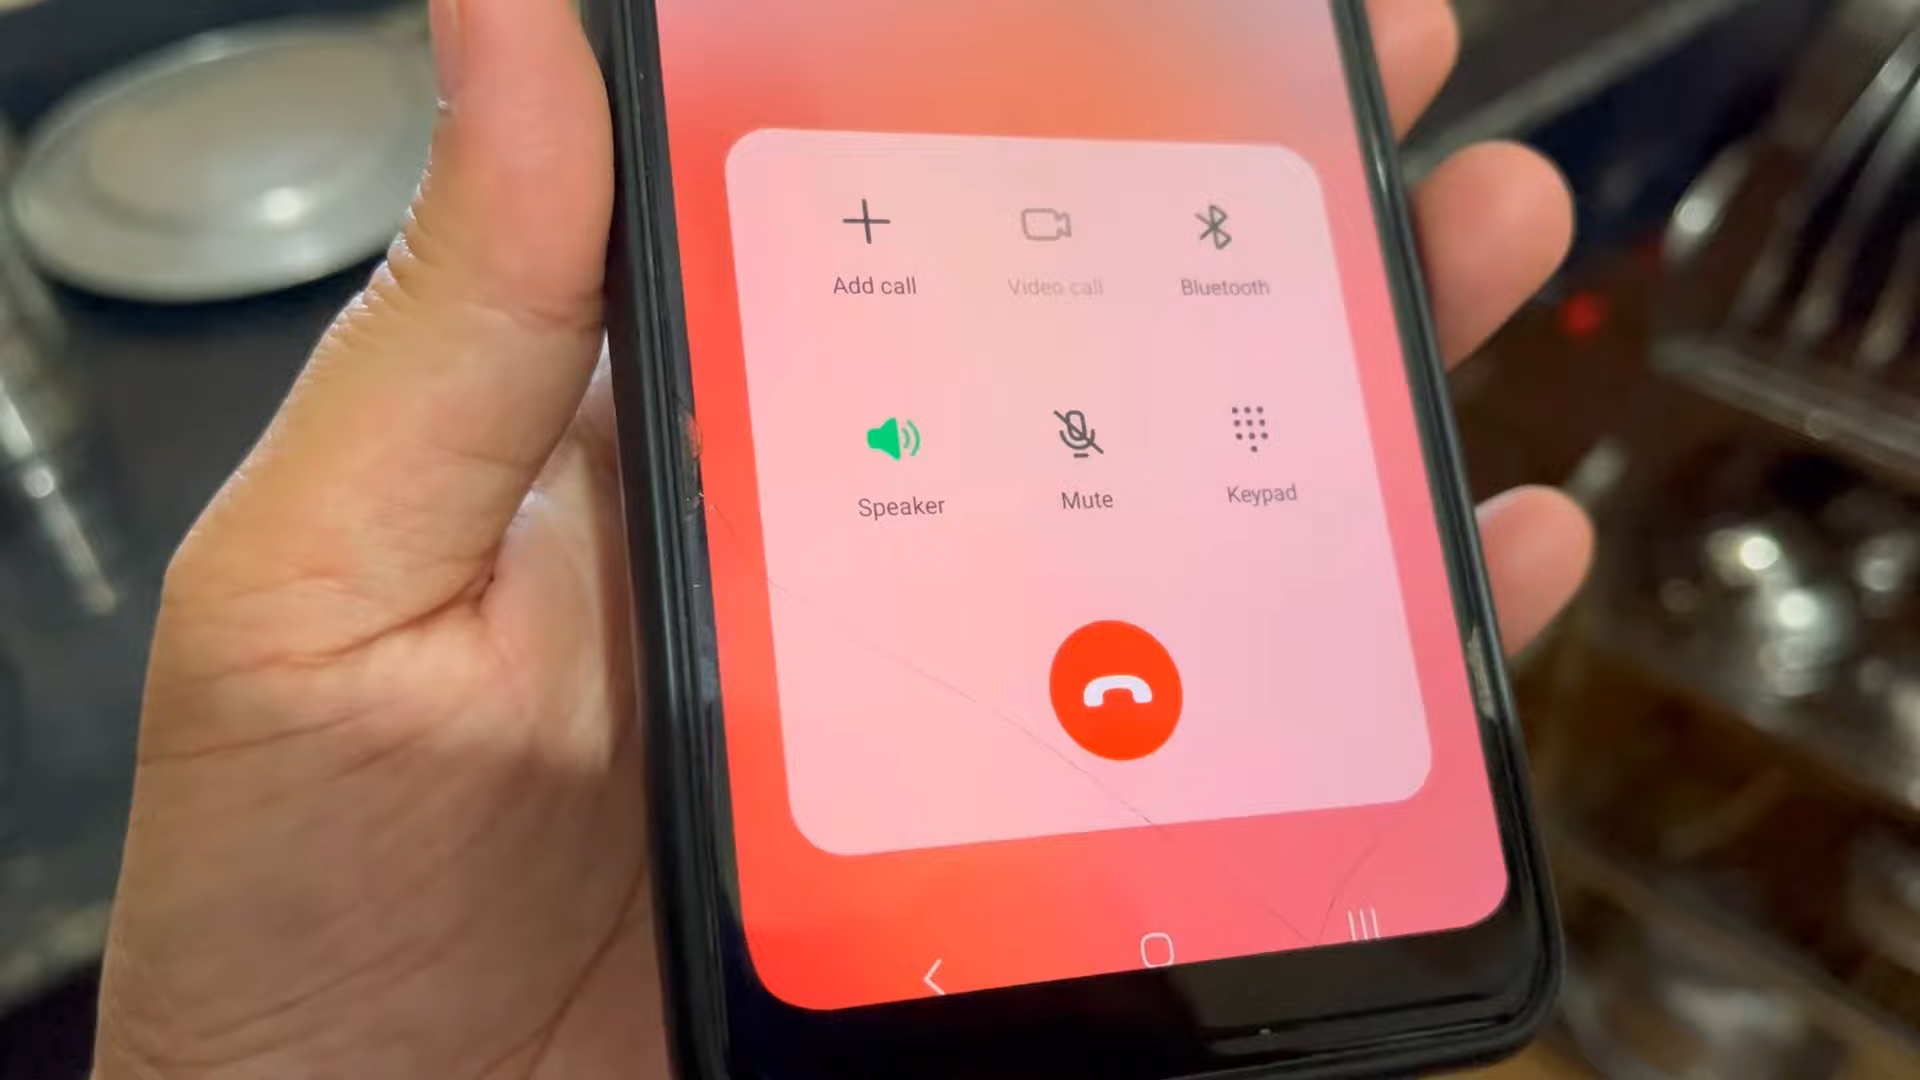 Add call
Video call
Bluetooth
Speaker
Mute
Keypad